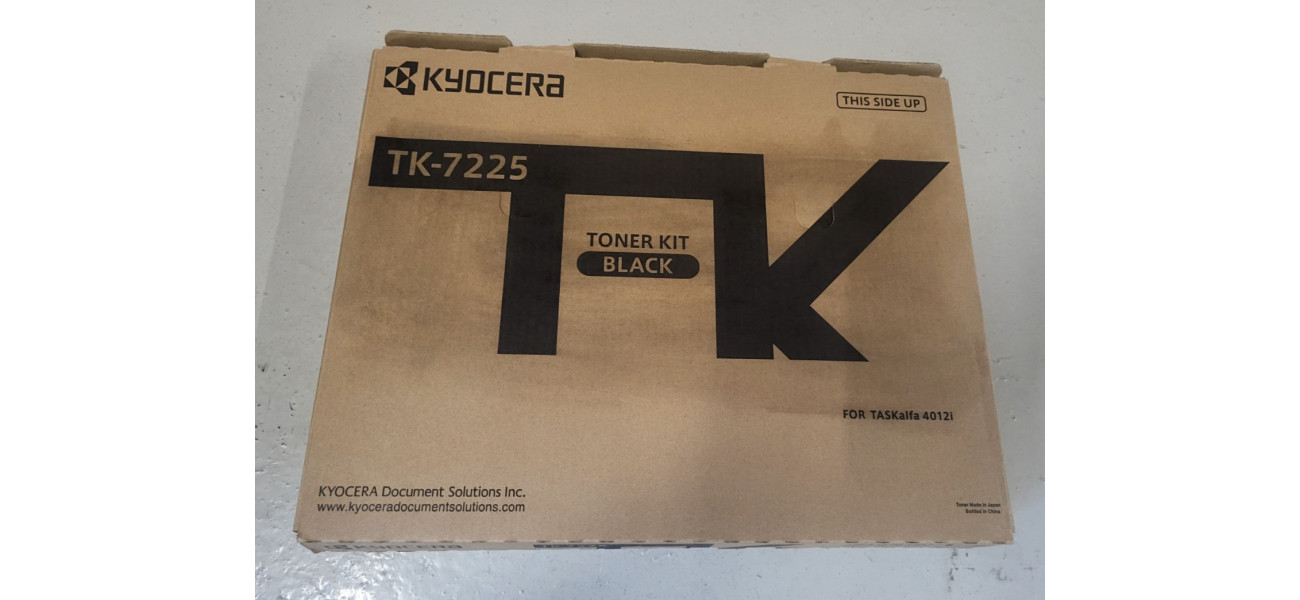 KYOCERA
THIS SIDE UP
TK-7225
TK
TONER KIT
BLACK
FOR TASKalfa 4012i
KYOCERA Document Solutions Inc.
www.kyoceradocumentsolutions.com
Toner Made in Japan
Bottled in China
KYOCERA